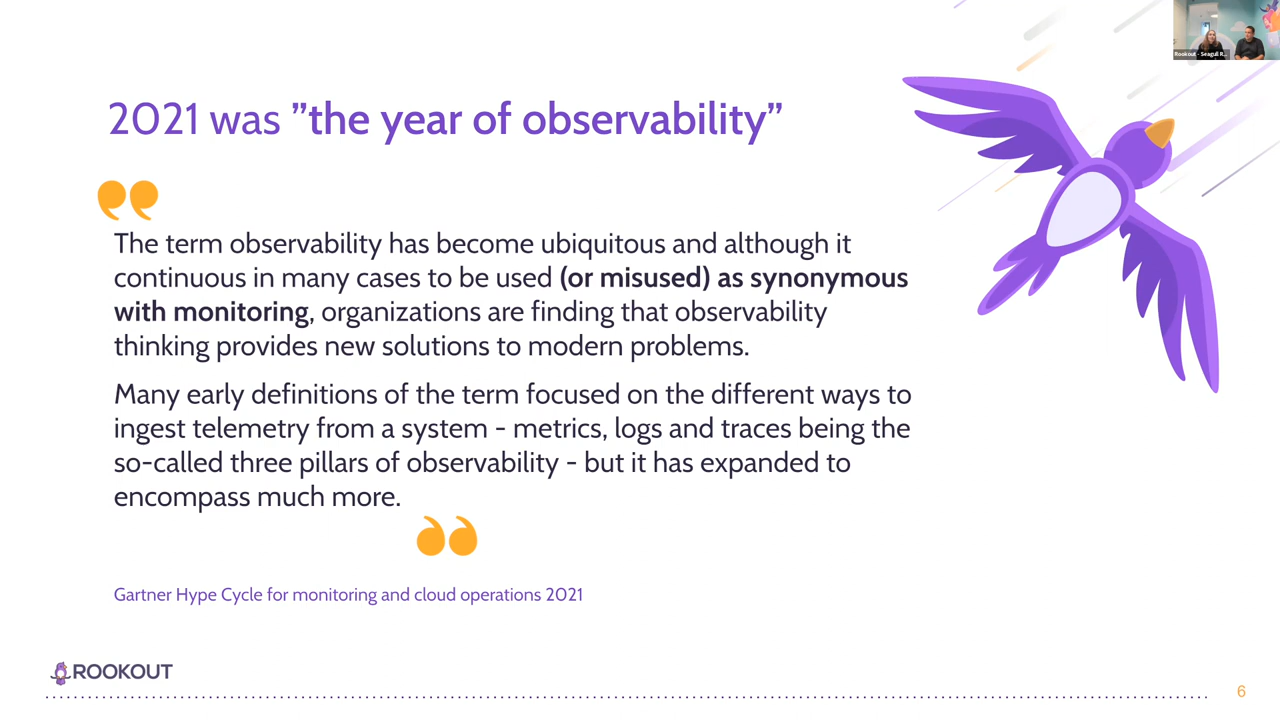 2021 was ”the year of observability”
The term observability has become ubiquitous and although it
continuous in many cases to be used (or misused) as synonymous
with monitoring, organizations are finding that observability
thinking provides new solutions to modern problems.
Many early definitions of the term focused on the different ways to
ingest telemetry from a system - metrics, logs and traces being the
so-called three pillars of observability - but it has expanded to
encompass much more.
Gartner Hype Cycle for monitoring and cloud operations 2021
ROOKOUT
6
Rookout - Seagull R...